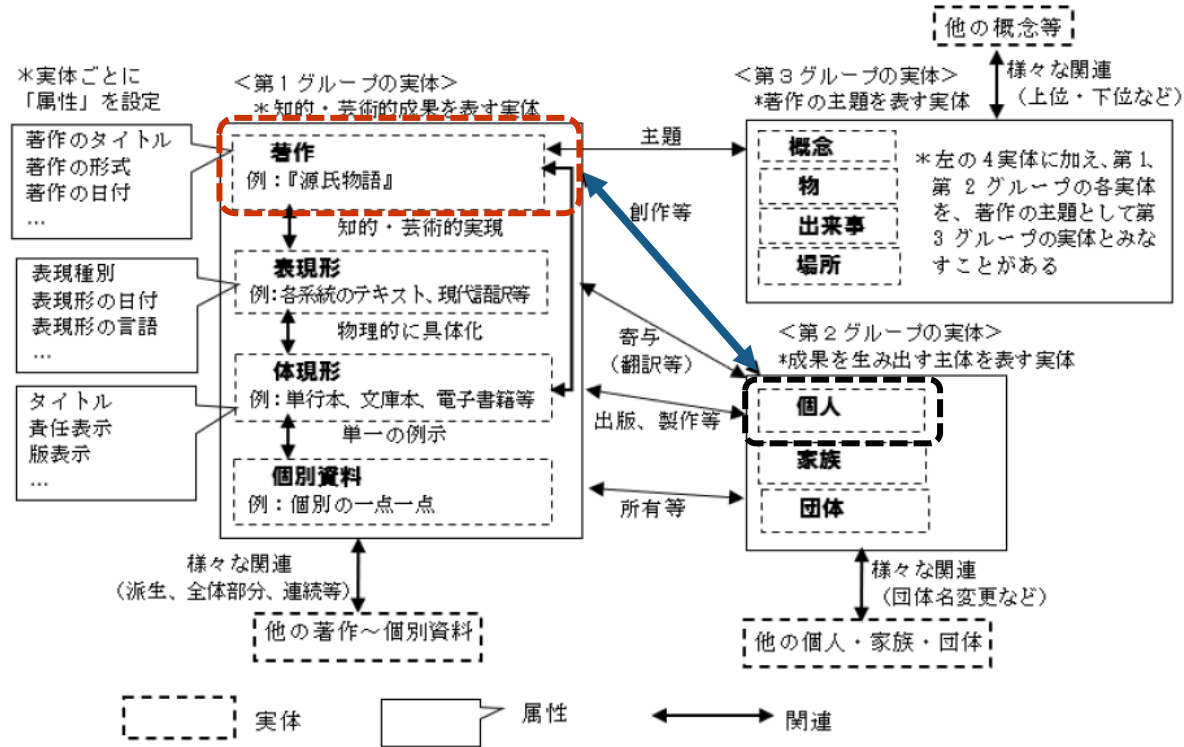 他の概念等
様々な関連
(上位・下位など)
*実体ごとに
「属性」を設定
<第1グループの実体>
*知的・芸術的成果を表す実体
<第3グループの実体>
*著作の主題を表す実体
著作のタイトル
著作の形式
著作の日付
…
著作
例:『源氏物語』
知的・芸術的実現
主題
創作等
概念
物
出来事
場所
*左の4実体に加え、第1、
第2グループの各実体
を、著作の主題として第
3グループの実体とみな
すことがある
表現種別
表現形の日付
表現形の言語
…
表現形
例:各系統のテキスト、現代語訳等
物理的に具体化
寄与
(翻訳等)
<第2グループの実体>
*成果を生み出す主体を表す実体
タイトル
責任表示
版表示
…
体現形
例:単行本、文庫本、電子書籍等
単一の例示
出版、製作等
個人
家族
団体
個別資料
例:個別の一点一点
所有等
様々な関連
(派生、全体部分、連続等)
他の著作~個別資料
様々な関連
(団体名変更など)
他の個人・家族・団体
実体
属性
関連